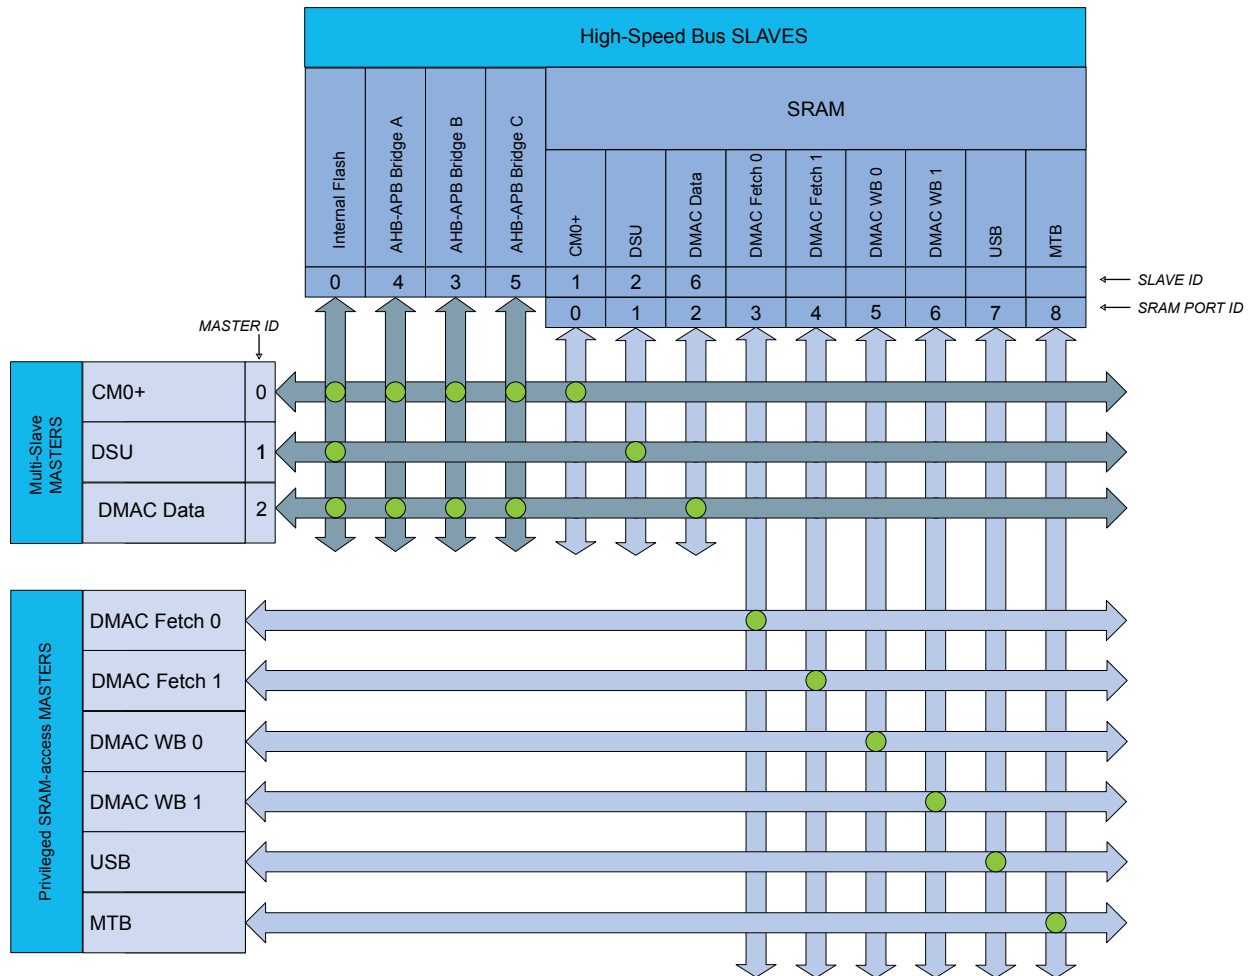 High-Speed Bus SLAVES
SRAM
Internal Flash
AHB-APB Bridge A
AHB-APB Bridge B
AHB-APB Bridge C
CM0+
DSU
DMAC Data
DMAC Fetch 0
DMAC Fetch 1
DMAC WB 0
DMAC WB 1
USB
MTB
0 4 3 5 1 2 6 SLAVE ID
0 1 2 3 4 5 6 7 8 SRAM PORT ID
MASTER ID
Multi-Slave
MASTERS
CM0+ 0
DSU 1
DMAC Data 2
Privileged SRAM-access MASTERS
DMAC Fetch 0
DMAC Fetch 1
DMAC WB 0
DMAC WB 1
USB
MTB